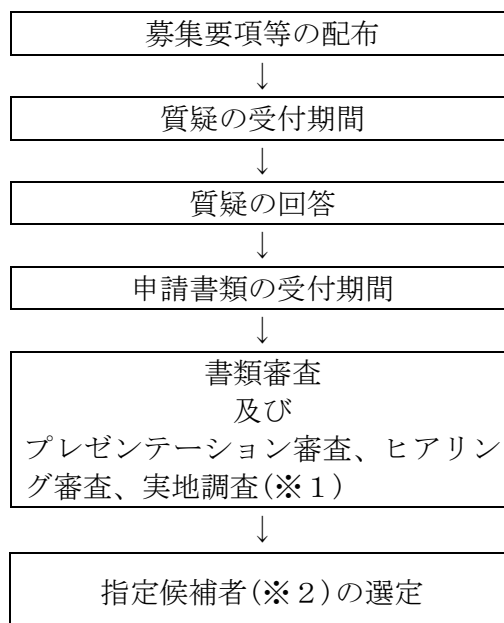 募集要項等の配布
↓
質疑の受付期間
↓
質疑の回答
↓
申請書類の受付期間
↓
書類審査
及び
プレゼンテーション審査、ヒアリン
グ審査、実地調査(※１)
↓
指定候補者(※２)の選定